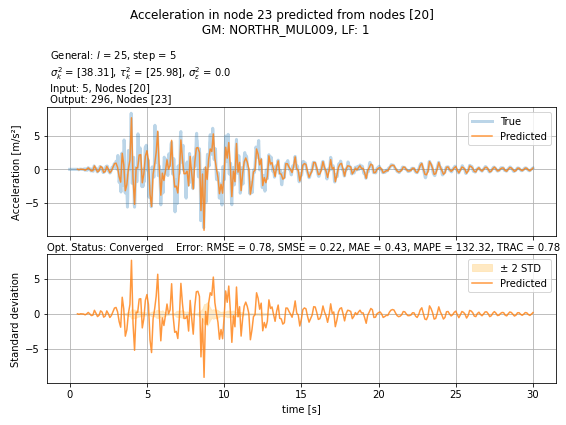 Acceleration in node 23 predicted from nodes [20]
GM: NORTHR_MUL009, LF: 1
General: l = 25, step = 5
σ²ₖ = [38.31], τ²ₖ = [25.98], σ²ε = 0.0
Input: 5, Nodes [20]
Output: 296, Nodes [23]
Acceleration [m/s²]
5
0
−5
True
Predicted
Opt. Status: Converged Error: RMSE = 0.78, SMSE = 0.22, MAE = 0.43, MAPE = 132.32, TRAC = 0.78
Standard deviation
5
0
−5
± 2 STD
Predicted
0 5 10 15 20 25 30
time [s]